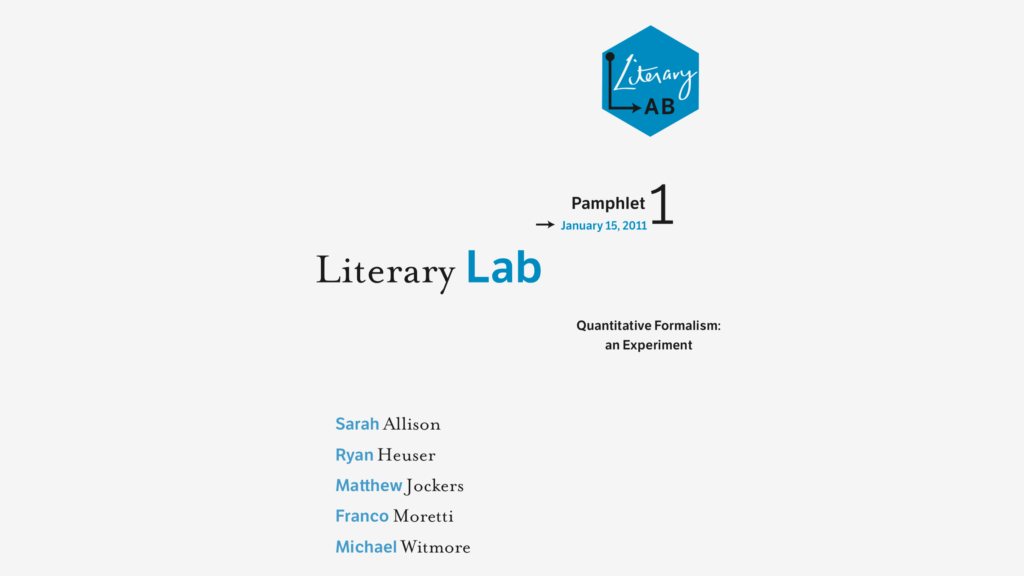 Literary
AB
Pamphlet 1
January 15, 2011
Literary Lab
Quantitative Formalism:
an Experiment
Sarah Allison
Ryan Heuser
Matthew Jockers
Franco Moretti
Michael Witmore